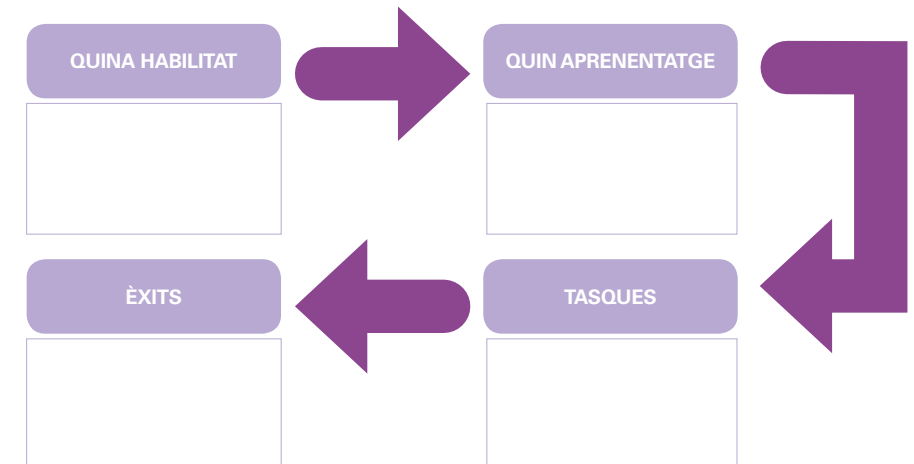 QUINA HABILITAT
QUIN APRENENTATGE
TASQUES
ÈXITS